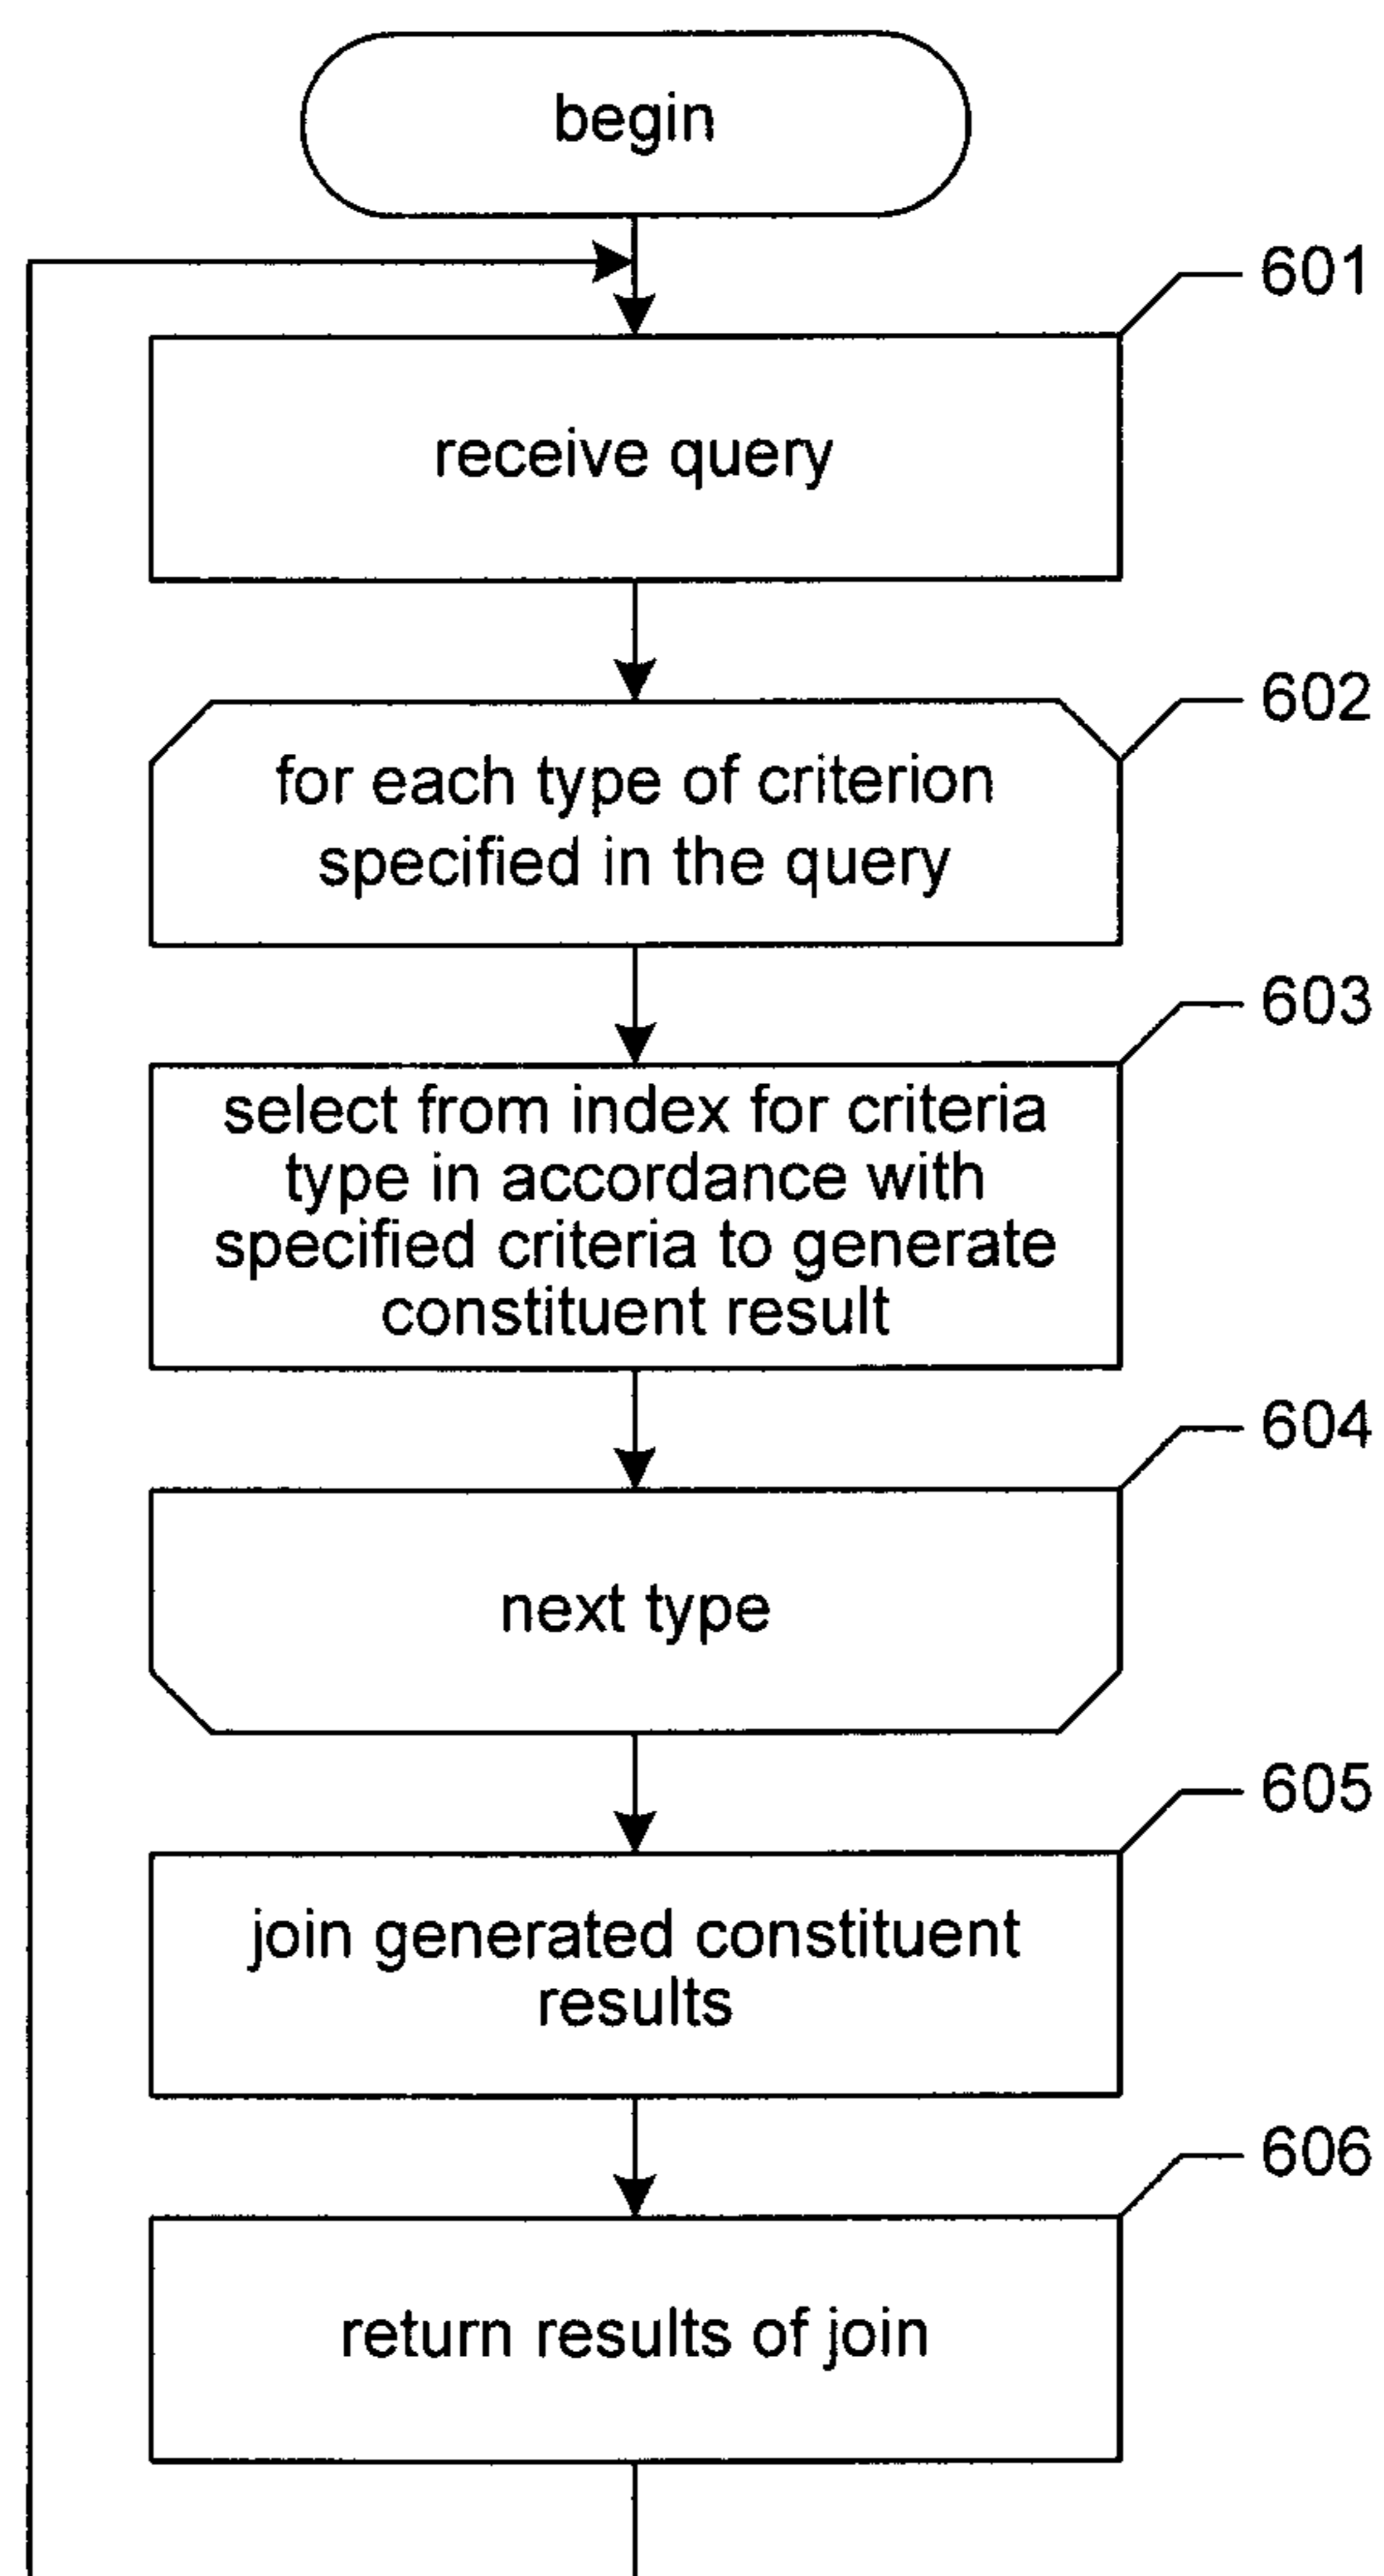 begin
601
receive query
602
for each type of criterion
specified in the query
603
select from index for criteria
type in accordance with
specified criteria to generate
constituent result
604
next type
605
join generated constituent
results
606
return results of join